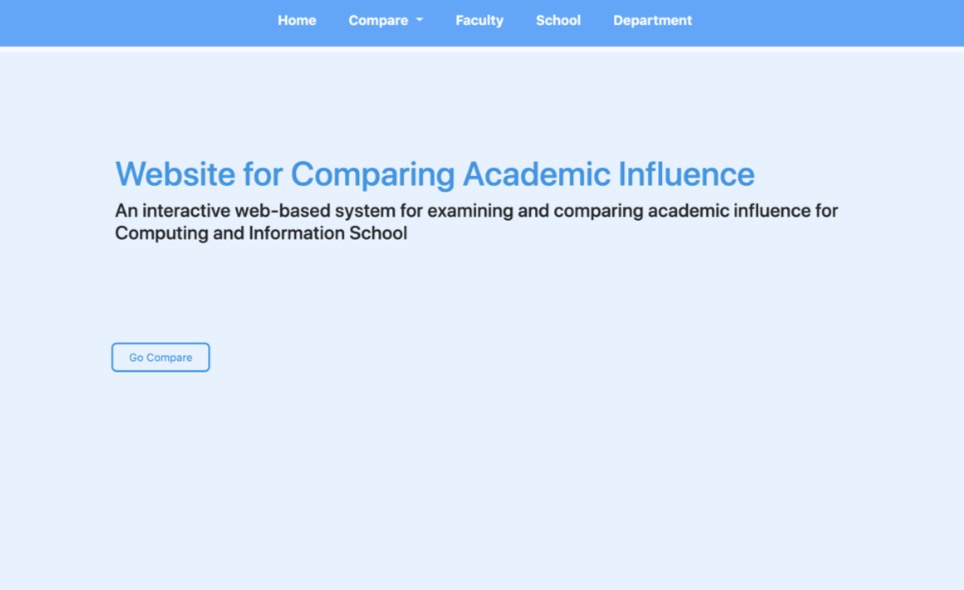 Home Compare Faculty School Department
Website for Comparing Academic Influence
An interactive web-based system for examining and comparing academic influence for
Computing and Information School
Go Compare